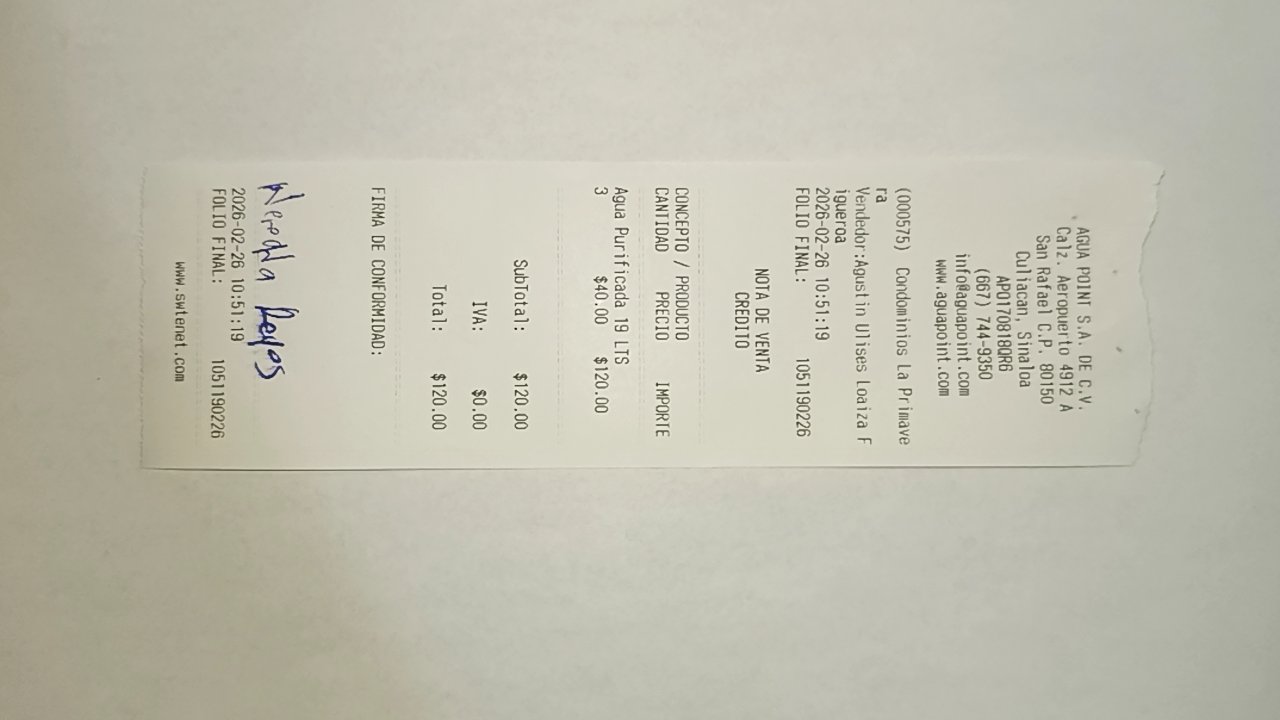 AGUA POINT S.A. DE C.V.
Calz. Aeropuerto 4912 A
San Rafael C.P. 80150
Culiacan, Sinaloa
APO170818QR6
(667) 744-9350
info@aguapoint.com
www.aguapoint.com
(000575) Condominios La Primave
ra
Vendedor:Agustin Ulises Loaiza F
igueroa
2026-02-26 10:51:19
FOLIO FINAL: 1051190226
NOTA DE VENTA
CREDITO
CONCEPTO / PRODUCTO
CANTIDAD PRECIO IMPORTE
Agua Purificada 19 LTS
3 $40.00 $120.00
SubTotal: $120.00
IVA: $0.00
Total: $120.00
FIRMA DE CONFORMIDAD:
Reyes
2026-02-26 10:51:19
FOLIO FINAL: 1051190226
www.swtenet.com